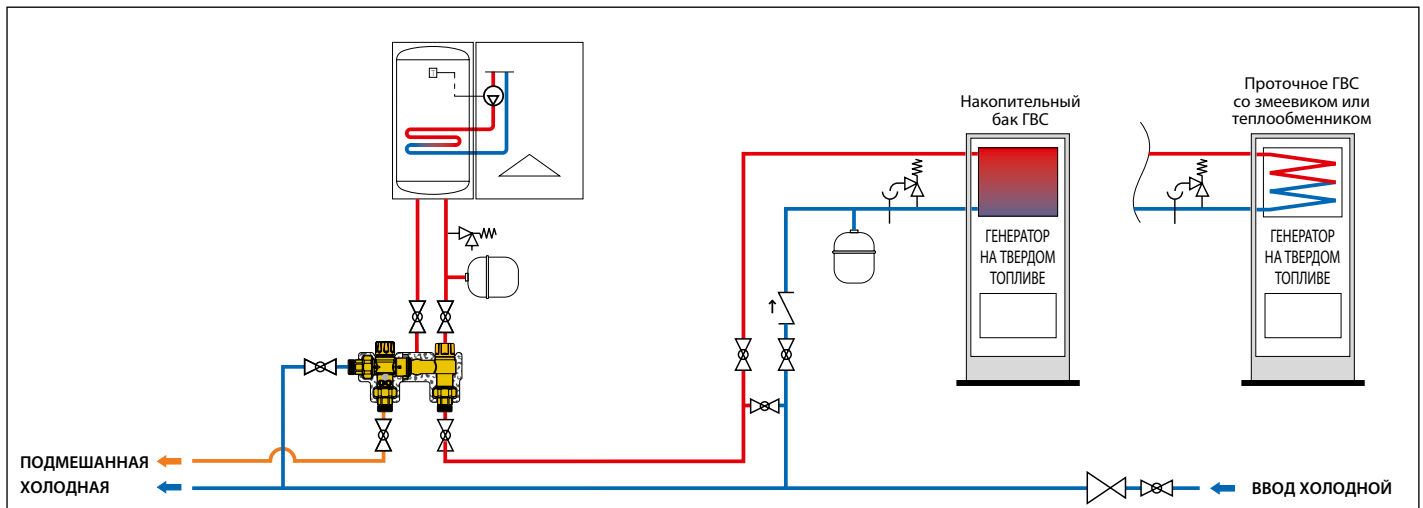 Накопительный
бак ГВС
Проточное ГВС
со змеевиком или
теплообменником
T
ГЕНЕРАТОР
НА ТВЕРДОМ
ТОПЛИВЕ
ГЕНЕРАТОР
НА ТВЕРДОМ
ТОПЛИВЕ
ПОДМЕШАННАЯ
ХОЛОДНАЯ
ВВОД ХОЛОДНОЙ